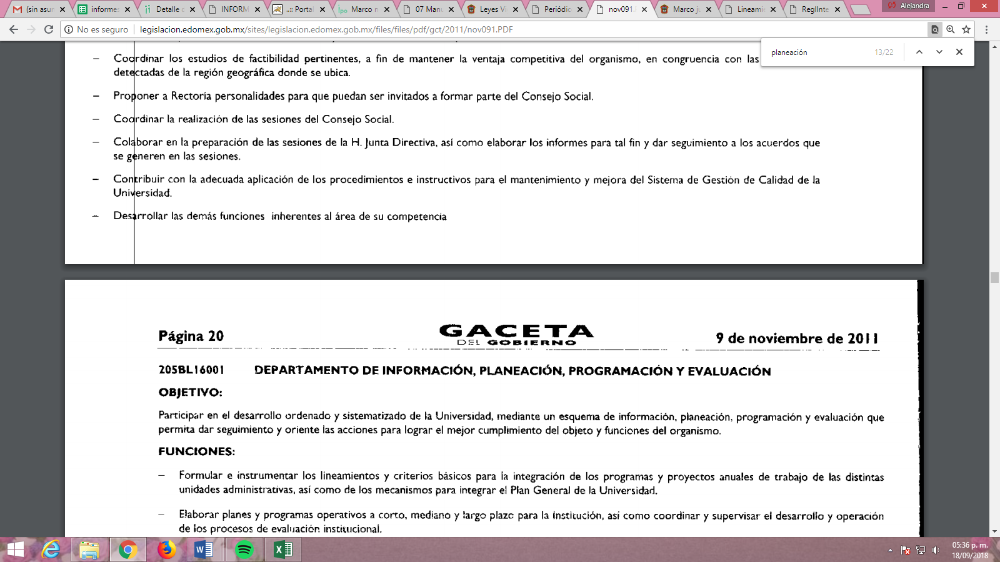 (sin asun
informes
Detalle d
INFORM
..:: Portal
Marco n
07 Manu
Leyes Vi
Periódic
nov091.
Marco ju
Lineami
ReglInte
Alejandra
No es seguro
legislacion.edomex.gob.mx/sites/legislacion.edomex.gob.mx/files/files/pdf/gct/2011/nov091.PDF
planeación 13/22
– Coordinar los estudios de factibilidad pertinentes, a fin de mantener la ventaja competitiva del organismo, en congruencia con las
detectadas de la región geográfica donde se ubica.
– Proponer a Rectoría personalidades para que puedan ser invitados a formar parte del Consejo Social.
– Coordinar la realización de las sesiones del Consejo Social.
– Colaborar en la preparación de las sesiones de la H. Junta Directiva, así como elaborar los informes para tal fin y dar seguimiento a los acuerdos que
se generen en las sesiones.
– Contribuir con la adecuada aplicación de los procedimientos e instructivos para el mantenimiento y mejora del Sistema de Gestión de Calidad de la
Universidad.
– Desarrollar las demás funciones inherentes al área de su competencia
Página 20
GACETA
DEL GOBIERNO
9 de noviembre de 2011
205BL16001 DEPARTAMENTO DE INFORMACIÓN, PLANEACIÓN, PROGRAMACIÓN Y EVALUACIÓN
OBJETIVO:
Participar en el desarrollo ordenado y sistematizado de la Universidad, mediante un esquema de información, planeación, programación y evaluación que
permita dar seguimiento y oriente las acciones para lograr el mejor cumplimiento del objeto y funciones del organismo.
FUNCIONES:
– Formular e instrumentar los lineamientos y criterios básicos para la integración de los programas y proyectos anuales de trabajo de las distintas
unidades administrativas, así como de los mecanismos para integrar el Plan General de la Universidad.
– Elaborar planes y programas operativos a corto, mediano y largo plazo para la institución, así como coordinar y supervisar el desarrollo y operación
de los procesos de evaluación institucional.
05:36 p. m.
18/09/2018